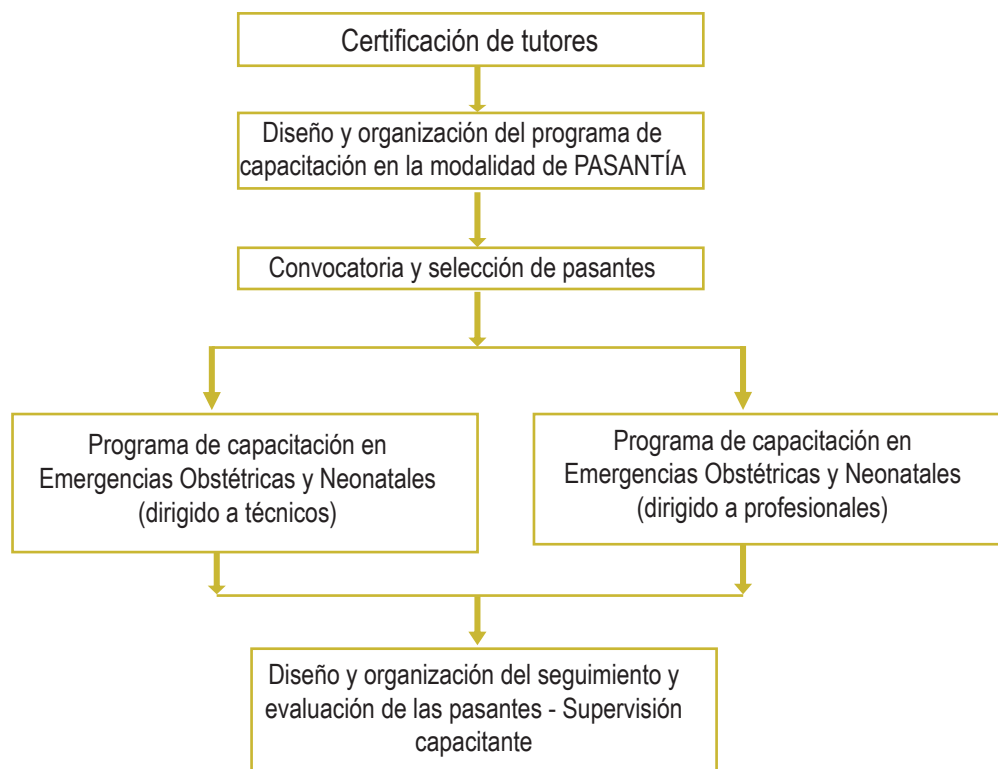 Certificación de tutores
Diseño y organización del programa de
capacitación en la modalidad de PASANTÍA
Convocatoria y selección de pasantes
Programa de capacitación en
Emergencias Obstétricas y Neonatales
(dirigido a técnicos)
Programa de capacitación en
Emergencias Obstétricas y Neonatales
(dirigido a profesionales)
Diseño y organización del seguimiento y
evaluación de las pasantes - Supervisión
capacitante